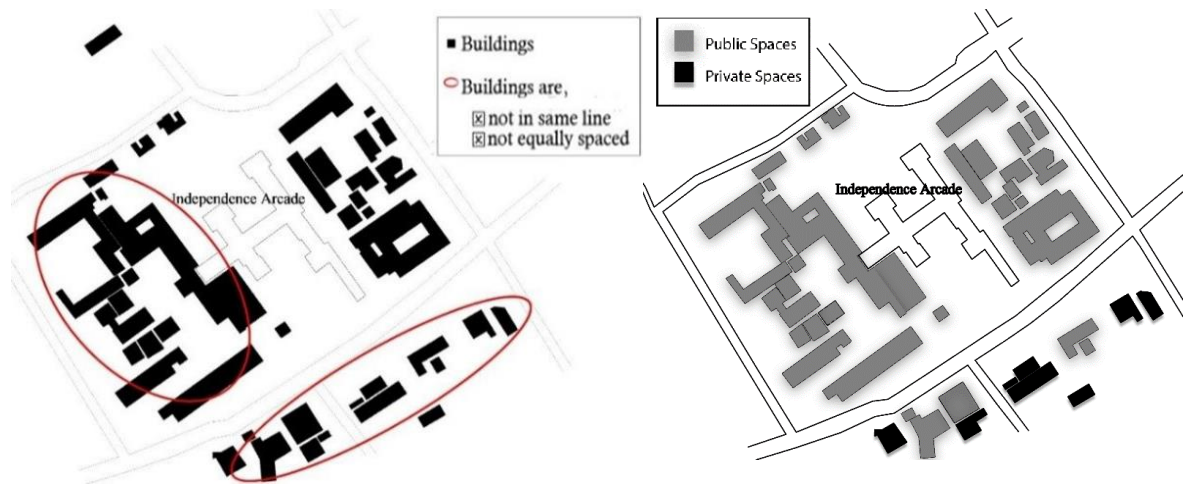 Buildings
Buildings are,
not in same line
not equally spaced
Independence Arcade
Public Spaces
Private Spaces
Independence Arcade